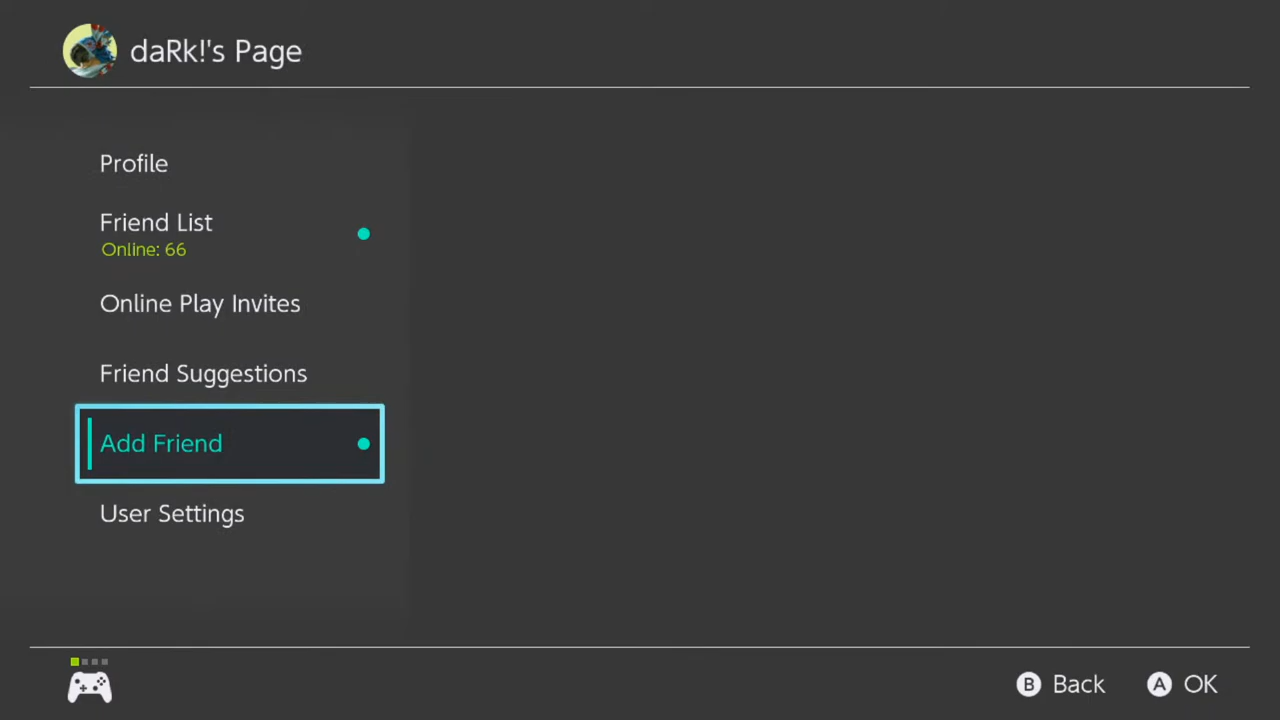 daRk!'s Page
Profile
Friend List
Online: 66
Online Play Invites
Friend Suggestions
Add Friend
User Settings
B Back A OK